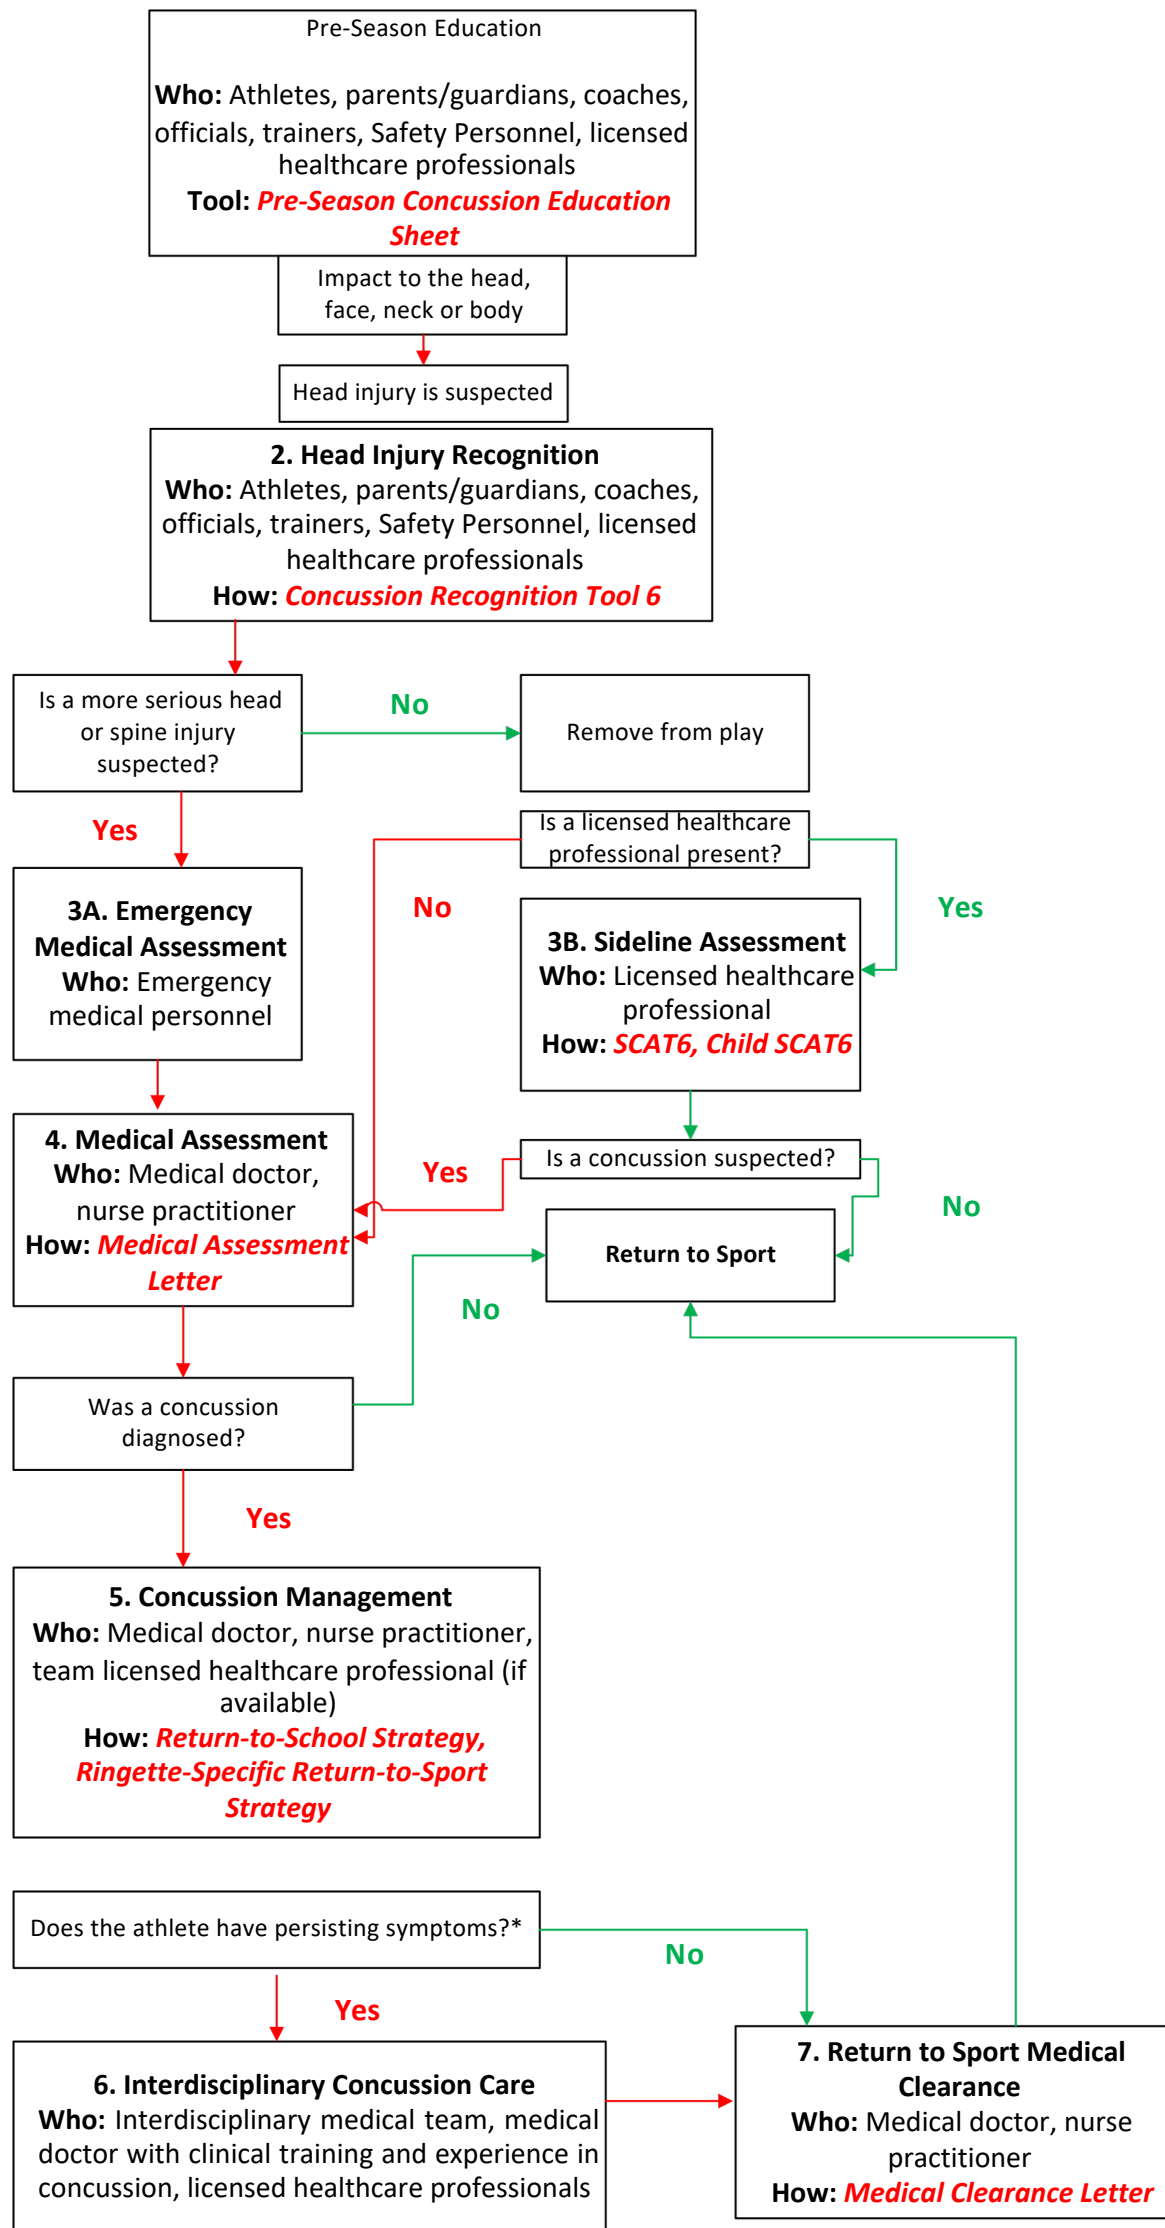 Pre-Season Education
Who: Athletes, parents/guardians, coaches,
officials, trainers, Safety Personnel, licensed
healthcare professionals
Tool: Pre-Season Concussion Education
Sheet
Impact to the head,
face, neck or body
Head injury is suspected
2. Head Injury Recognition
Who: Athletes, parents/guardians, coaches,
officials, trainers, Safety Personnel, licensed
healthcare professionals
How: Concussion Recognition Tool 6
Is a more serious head
or spine injury
suspected?
No
Remove from play
Yes
Is a licensed healthcare
professional present?
No
Yes
3A. Emergency
Medical Assessment
Who: Emergency
medical personnel
3B. Sideline Assessment
Who: Licensed healthcare
professional
How: SCAT6, Child SCAT6
4. Medical Assessment
Who: Medical doctor,
nurse practitioner
How: Medical Assessment
Letter
Yes
Is a concussion suspected?
No
Return to Sport
No
Was a concussion
diagnosed?
Yes
5. Concussion Management
Who: Medical doctor, nurse practitioner,
team licensed healthcare professional (if
available)
How: Return-to-School Strategy,
Ringette-Specific Return-to-Sport
Strategy
Does the athlete have persisting symptoms?*
No
Yes
6. Interdisciplinary Concussion Care
Who: Interdisciplinary medical team, medical
doctor with clinical training and experience in
concussion, licensed healthcare professionals
7. Return to Sport Medical
Clearance
Who: Medical doctor, nurse
practitioner
How: Medical Clearance Letter